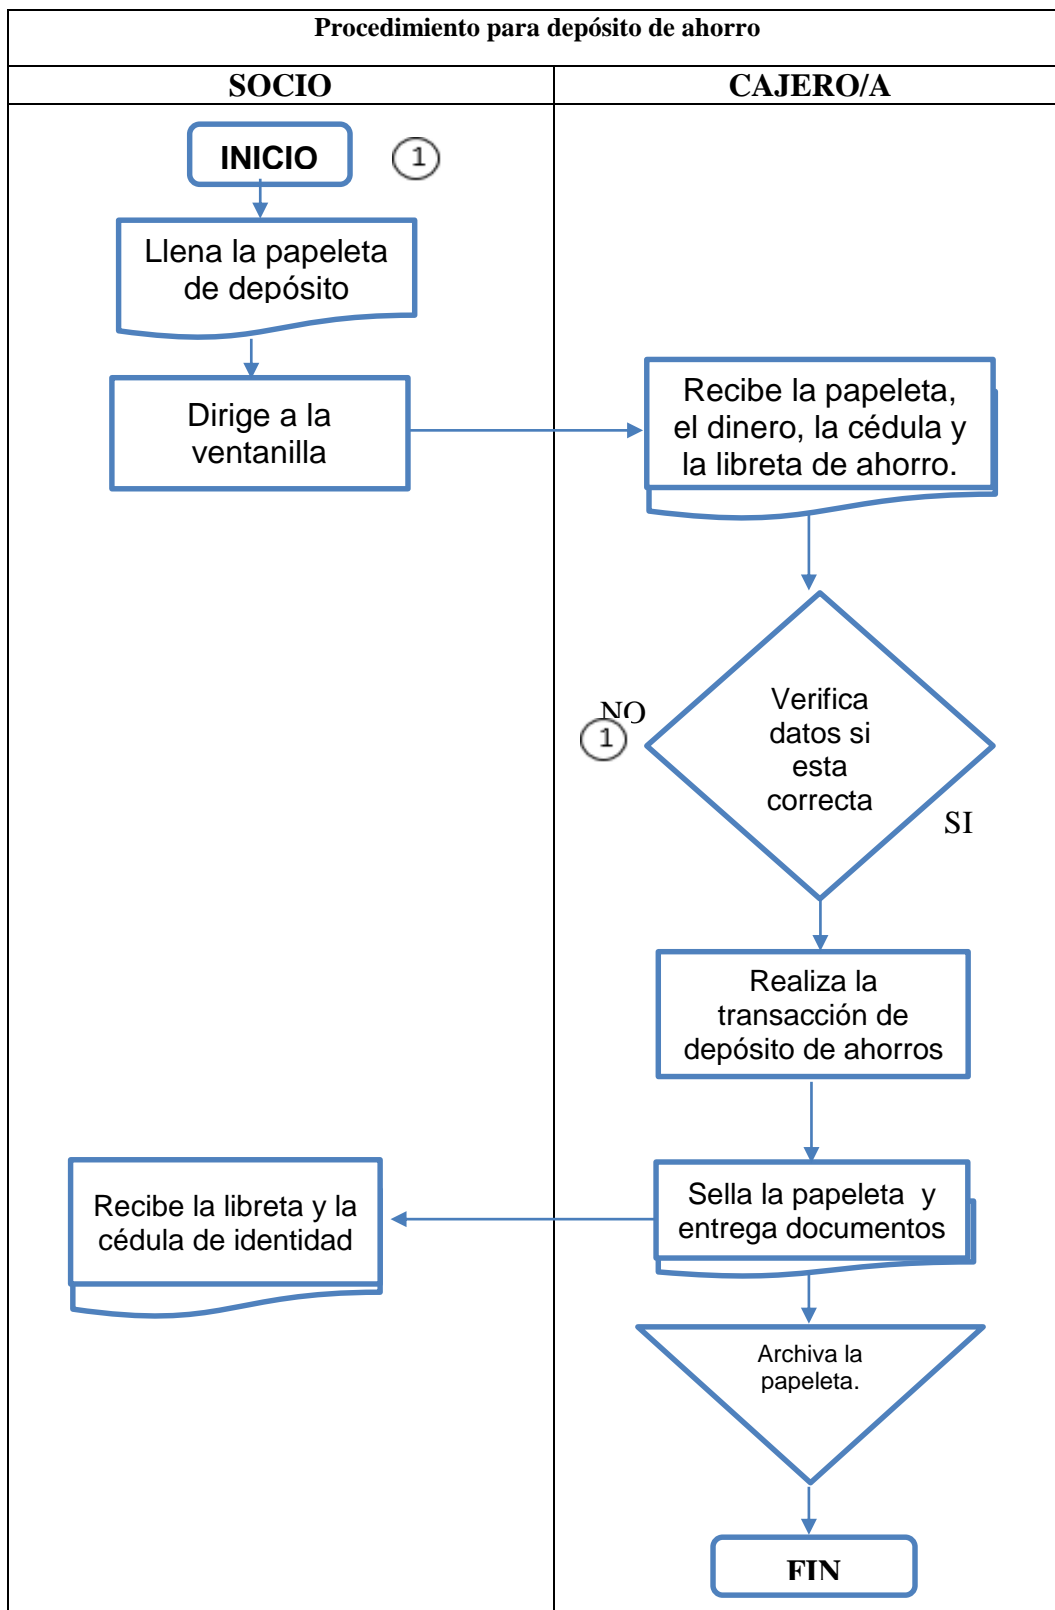 Procedimiento para depósito de ahorro
SOCIO
CAJERO/A
INICIO
1
Llena la papeleta
de depósito
Dirige a la
ventanilla
Recibe la papeleta,
el dinero, la cédula y
la libreta de ahorro.
Verifica
datos si
esta
correcta
NO
1
SI
Realiza la
transacción de
depósito de ahorros
Sella la papeleta y
entrega documentos
Recibe la libreta y la
cédula de identidad
Archiva la
papeleta.
FIN